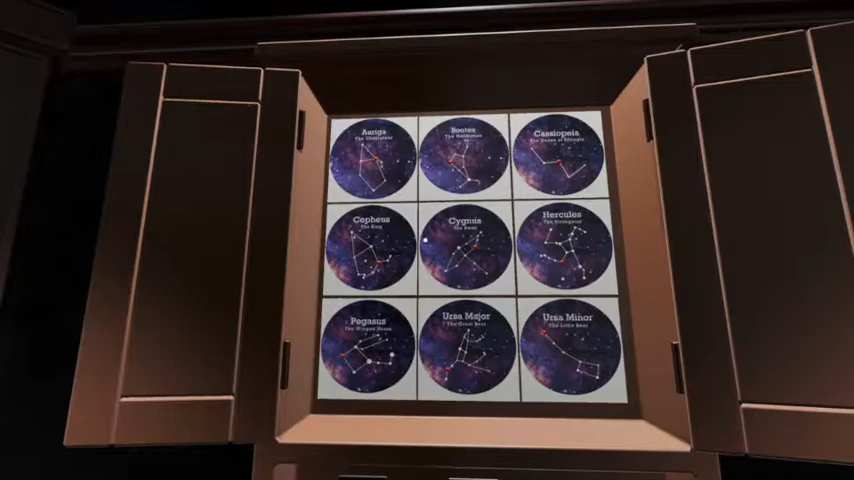 Auriga
The Charioteer
Bootes
The Herdsman
Cassiopeia
The Queen of Ethiopia
Cepheus
The King
Cygnus
The Swan
Hercules
The Strongman
Pegasus
The Winged Horse
Ursa Major
The Great Bear
Ursa Minor
The Little Bear